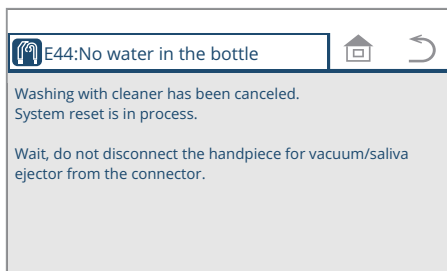 E44:No water in the bottle
Washing with cleaner has been canceled.
System reset is in process.
Wait, do not disconnect the handpiece for vacuum/saliva
ejector from the connector.